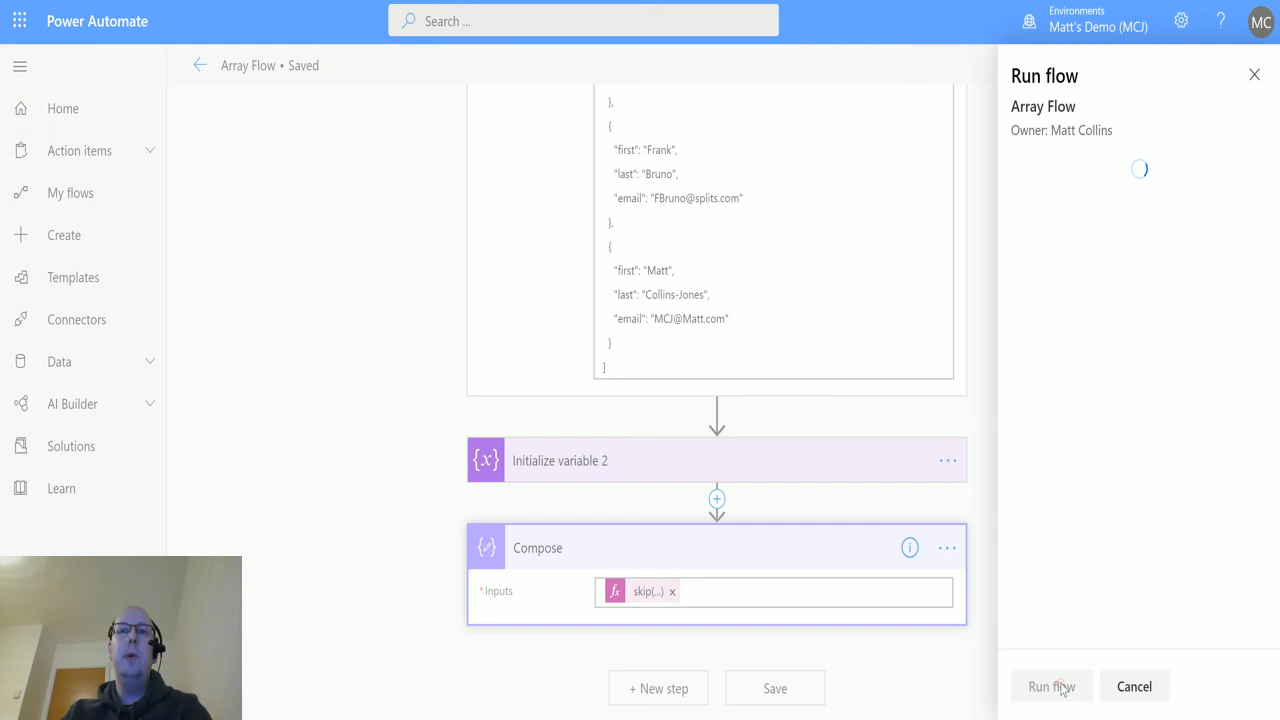 Power Automate
Search ...
Environments
Matt's Demo (MCJ)
?
MC
Array Flow • Saved
Home
Action items
My flows
Create
Templates
Connectors
Data
AI Builder
Solutions
Learn
},
{
"first": "Frank",
"last": "Bruno",
"email": "FBruno@splits.com"
},
{
"first": "Matt",
"last": "Collins-Jones",
"email": "MCJ@Matt.com"
}
]
{x} Initialize variable 2 ...
Compose ...
* Inputs
fx skip(...) x
+ New step
Save
Run flow
Array Flow
Owner: Matt Collins
Run flow
Cancel